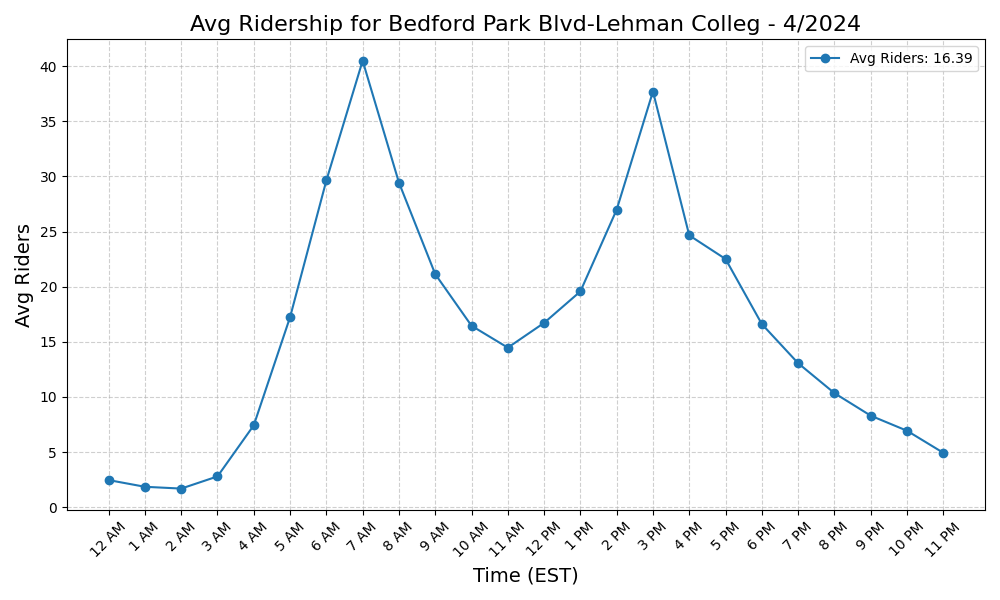 Avg Ridership for Bedford Park Blvd-Lehman Colleg - 4/2024
Avg Riders: 16.39
Avg Riders
40
35
30
25
20
15
10
5
0
12 AM
1 AM
2 AM
3 AM
4 AM
5 AM
6 AM
7 AM
8 AM
9 AM
10 AM
11 AM
12 PM
1 PM
2 PM
3 PM
4 PM
5 PM
6 PM
7 PM
8 PM
9 PM
10 PM
11 PM
Time (EST)